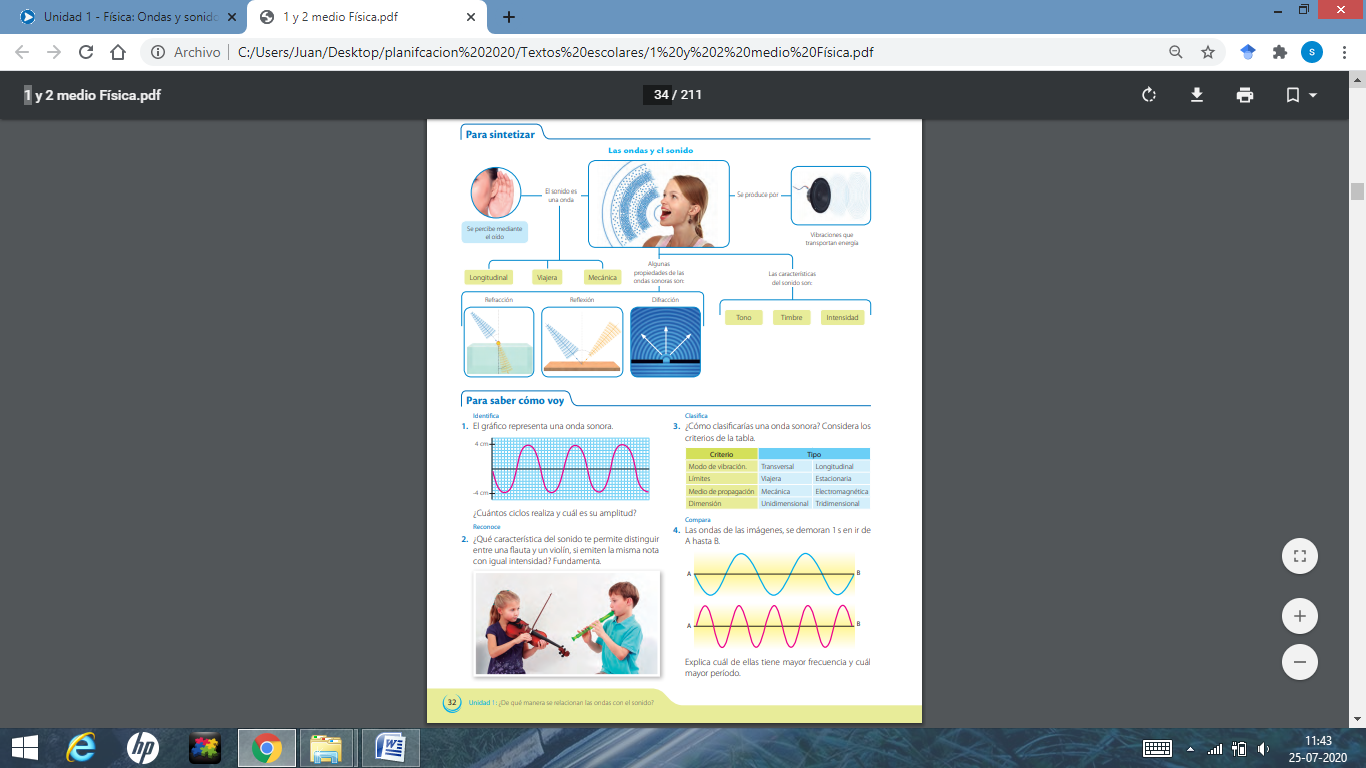 Unidad 1 - Física: Ondas y sonido
1 y 2 medio Física.pdf
Archivo
C:/Users/Juan/Desktop/planifcacion%202020/Textos%20escolares/1%20y%202%20medio%20Física.pdf
S
1 y 2 medio Física.pdf
34 / 211
Para sintetizar
Las ondas y el sonido
El sonido es
una onda
Se produce por
Se percibe mediante
el oído
Vibraciones que
transportan energía
Longitudinal
Viajera
Mecánica
Algunas
propiedades de las
ondas sonoras son:
Las características
del sonido son:
Refracción
Reflexión
Difracción
Tono
Timbre
Intensidad
Para saber cómo voy
Identifica
1. El gráfico representa una onda sonora.
4 cm
-4 cm
¿Cuántos ciclos realiza y cuál es su amplitud?
Reconoce
2. ¿Qué característica del sonido te permite distinguir
entre una flauta y un violín, si emiten la misma nota
con igual intensidad? Fundamenta.
Clasifica
3. ¿Cómo clasificarías una onda sonora? Considera los
criterios de la tabla.
Criterio Tipo
Modo de vibración. Transversal Longitudinal
Límites Viajera Estacionaria
Medio de propagación Mecánica Electromagnética
Dimensión Unidimensional Tridimensional
Compara
4. Las ondas de las imágenes, se demoran 1 s en ir de
A hasta B.
A B
A B
Explica cuál de ellas tiene mayor frecuencia y cuál
mayor período.
32 Unidad 1: ¿De qué manera se relacionan las ondas con el sonido?
hp
11:43
25-07-2020